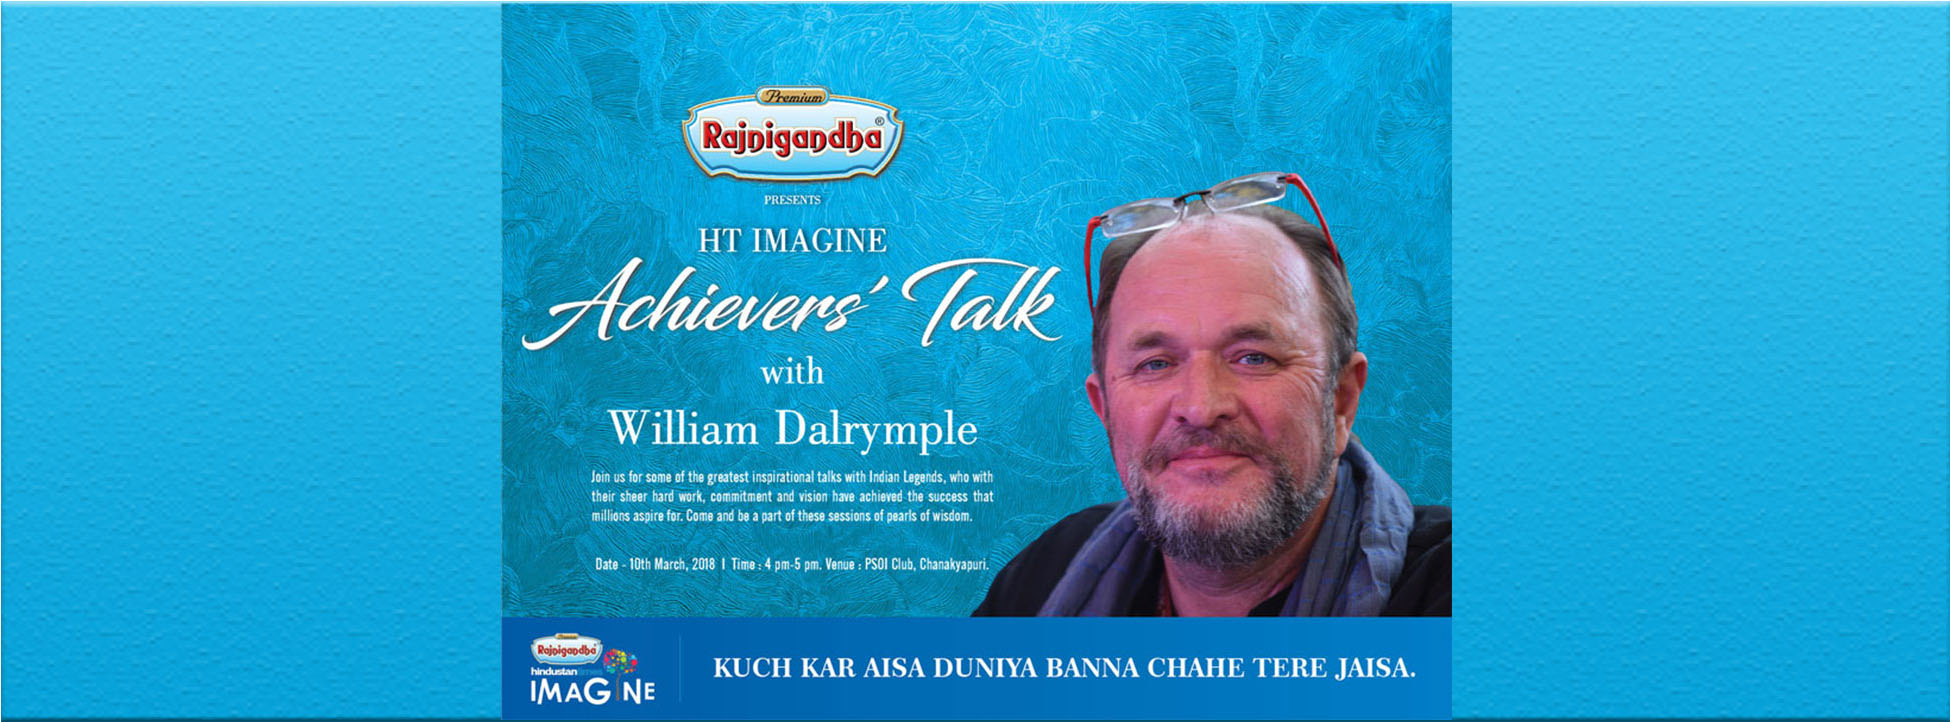 Premium
Rajnigandha®
PRESENTS
HT IMAGINE
Achievers' Talk
with
William Dalrymple
Join us for some of the greatest inspirational talks with Indian Legends, who with
their sheer hard work, commitment and vision have achieved the success that
millions aspire for. Come and be a part of these sessions of pearls of wisdom.
Date - 10th March, 2018 I Time : 4 pm-5 pm. Venue : PSOI Club, Chanakyapuri.
Premium
Rajnigandha
hindustantimes
IMAGINE
KUCH KAR AISA DUNIYA BANNA CHAHE TERE JAISA.